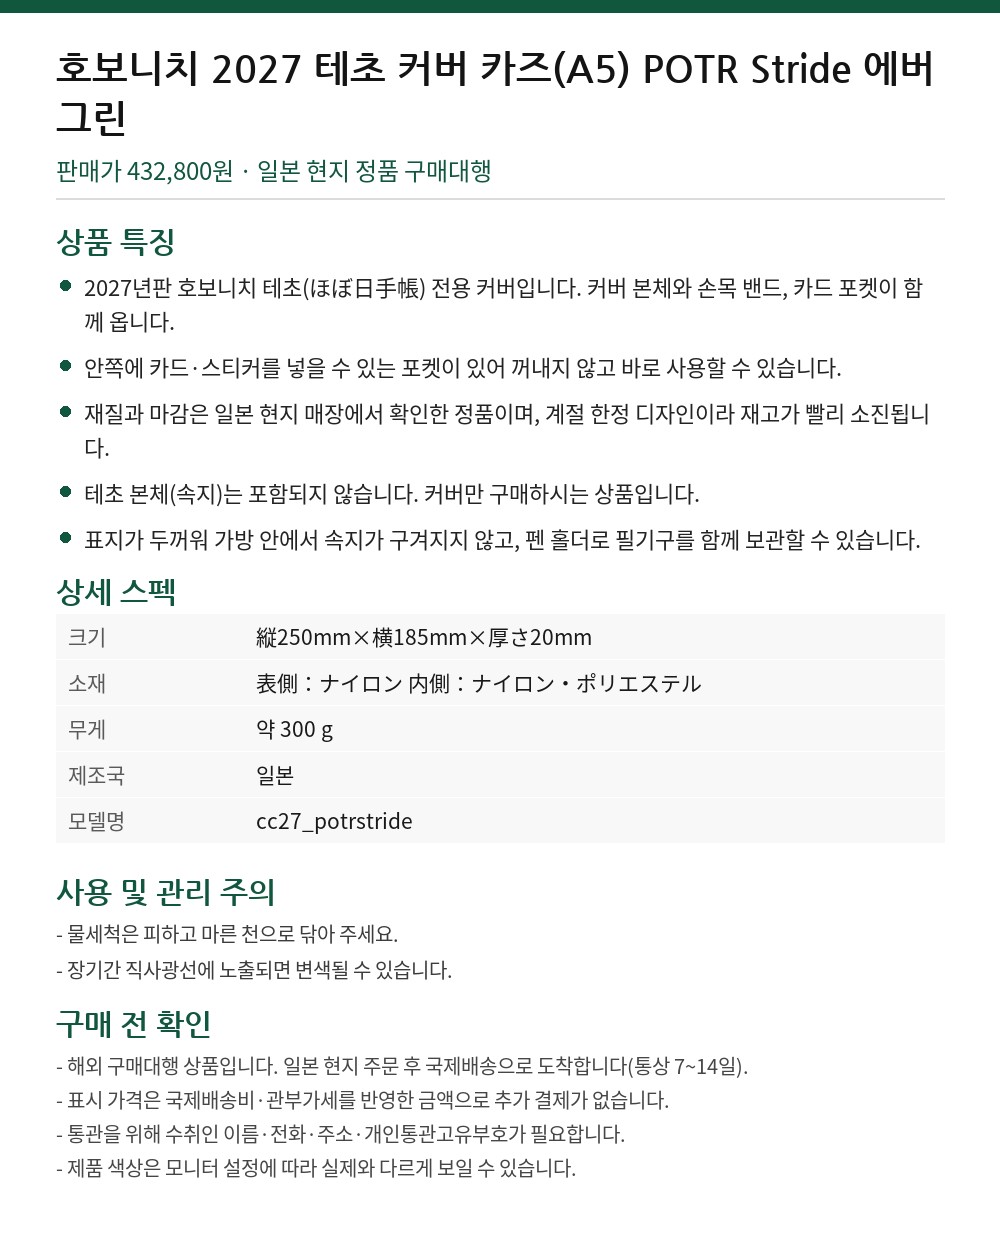 호보니치 2027 테초 커버 카즈(A5) POTR Stride 에버
그린
판매가 432,800원 · 일본 현지 정품 구매대행
상품 특징
● 2027년판 호보니치 테초(ほぼ日手帳) 전용 커버입니다. 커버 본체와 손목 밴드, 카드 포켓이 함
께 옵니다.
● 안쪽에 카드·스티커를 넣을 수 있는 포켓이 있어 꺼내지 않고 바로 사용할 수 있습니다.
● 재질과 마감은 일본 현지 매장에서 확인한 정품이며, 계절 한정 디자인이라 재고가 빨리 소진됩니
다.
● 테초 본체(속지)는 포함되지 않습니다. 커버만 구매하시는 상품입니다.
● 표지가 두꺼워 가방 안에서 속지가 구겨지지 않고, 펜 홀더로 필기구를 함께 보관할 수 있습니다.
상세 스펙
크기 縦250mm×横185mm×厚さ20mm
소재 表側：ナイロン 内側：ナイロン・ポリエステル
무게 약 300 g
제조국 일본
모델명 cc27_potrstride
사용 및 관리 주의
- 물세척은 피하고 마른 천으로 닦아 주세요.
- 장기간 직사광선에 노출되면 변색될 수 있습니다.
구매 전 확인
- 해외 구매대행 상품입니다. 일본 현지 주문 후 국제배송으로 도착합니다(통상 7~14일).
- 표시 가격은 국제배송비·관부가세를 반영한 금액으로 추가 결제가 없습니다.
- 통관을 위해 수취인 이름·전화·주소·개인통관고유부호가 필요합니다.
- 제품 색상은 모니터 설정에 따라 실제와 다르게 보일 수 있습니다.